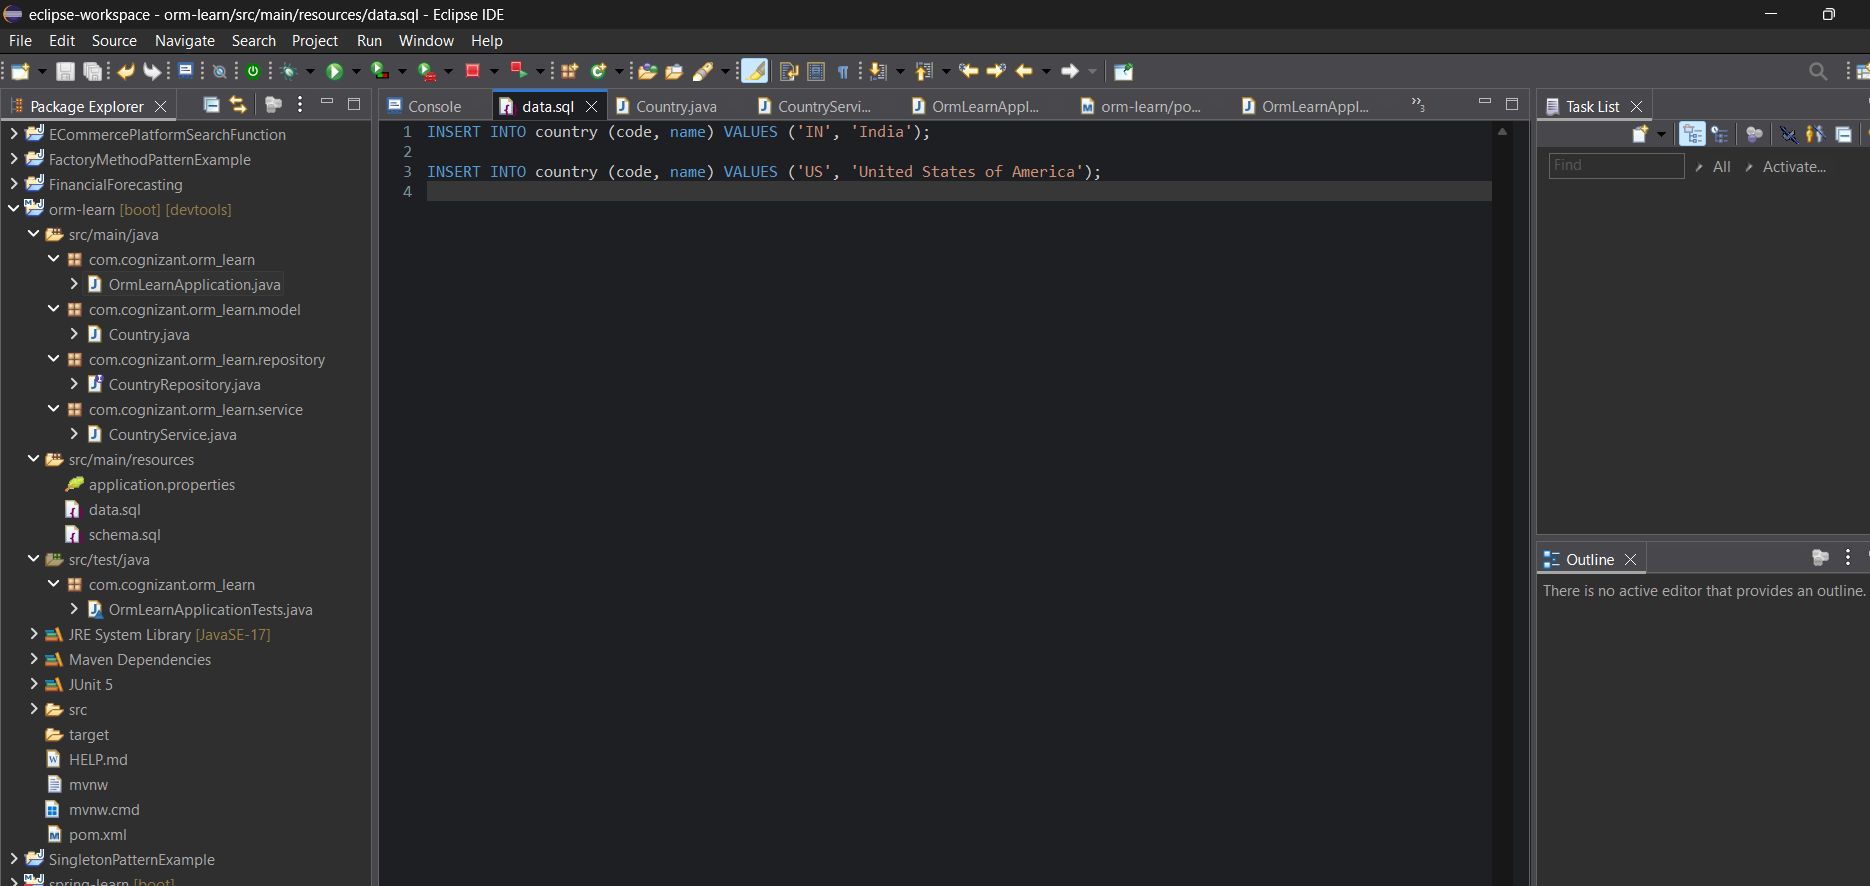 eclipse-workspace - orm-learn/src/main/resources/data.sql - Eclipse IDE
File Edit Source Navigate Search Project Run Window Help
Package Explorer
ECommercePlatformSearchFunction
FactoryMethodPatternExample
FinancialForecasting
orm-learn [boot] [devtools]
src/main/java
com.cognizant.orm_learn
OrmLearnApplication.java
com.cognizant.orm_learn.model
Country.java
com.cognizant.orm_learn.repository
CountryRepository.java
com.cognizant.orm_learn.service
CountryService.java
src/main/resources
application.properties
data.sql
schema.sql
src/test/java
com.cognizant.orm_learn
OrmLearnApplicationTests.java
JRE System Library [JavaSE-17]
Maven Dependencies
JUnit 5
src
target
HELP.md
mvnw
mvnw.cmd
pom.xml
SingletonPatternExample
spring-learn [boot]
Console data.sql Country.java CountryServi... OrmLearnAppl... orm-learn/po... OrmLearnAppl... »3
1 INSERT INTO country (code, name) VALUES ('IN', 'India');
2
3 INSERT INTO country (code, name) VALUES ('US', 'United States of America');
4
Task List
Find All Activate...
Outline
There is no active editor that provides an outline.